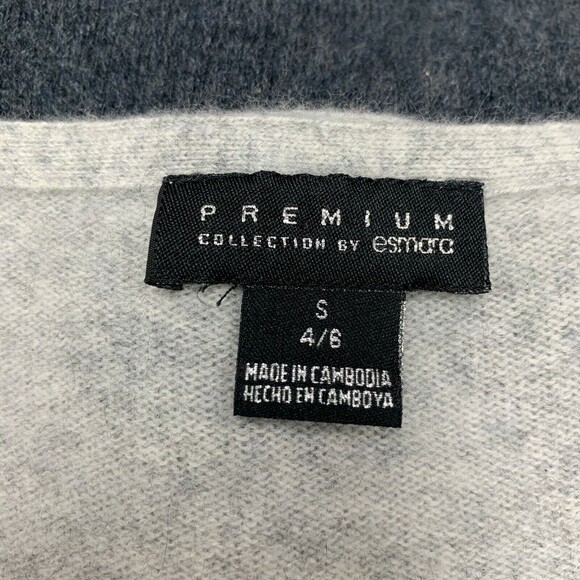 PREMIUM
COLLECTION BY esmara
S
4/6
MADE IN CAMBODIA
HECHO EN CAMBOYA